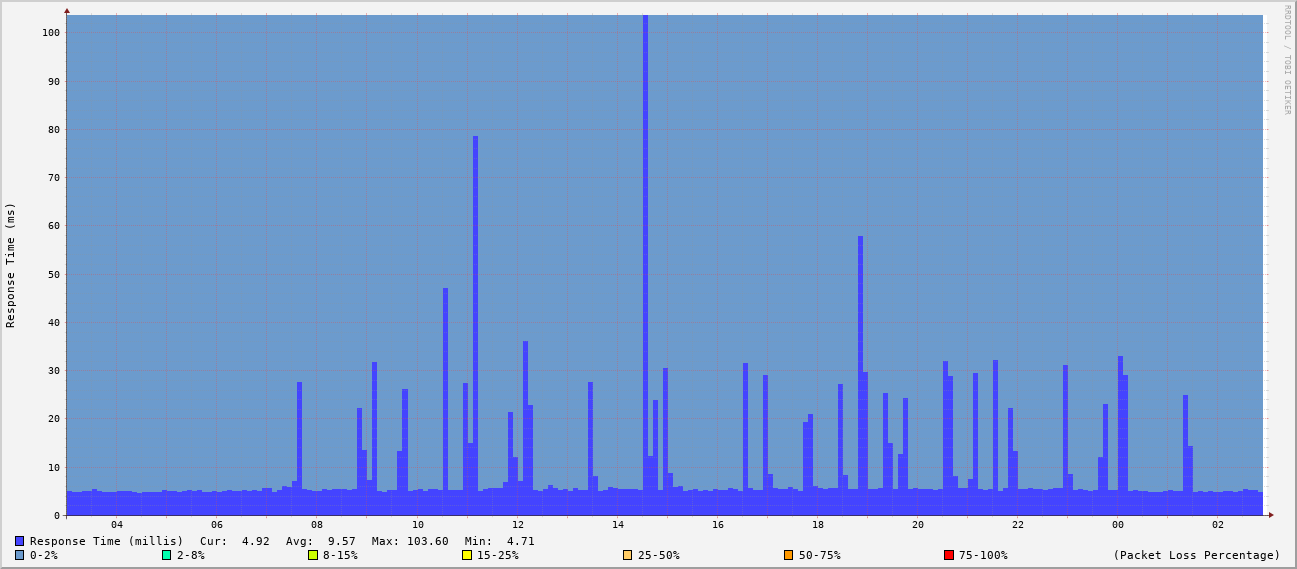 RRDTOOL / TOBI OETIKER
Response Time (ms)
100
90
80
70
60
50
40
30
20
10
0
04 06 08 10 12 14 16 18 20 22 00 02
Response Time (millis) Cur: 4.92 Avg: 9.57 Max: 103.60 Min: 4.71
0-2% 2-8% 8-15% 15-25% 25-50% 50-75% 75-100% (Packet Loss Percentage)